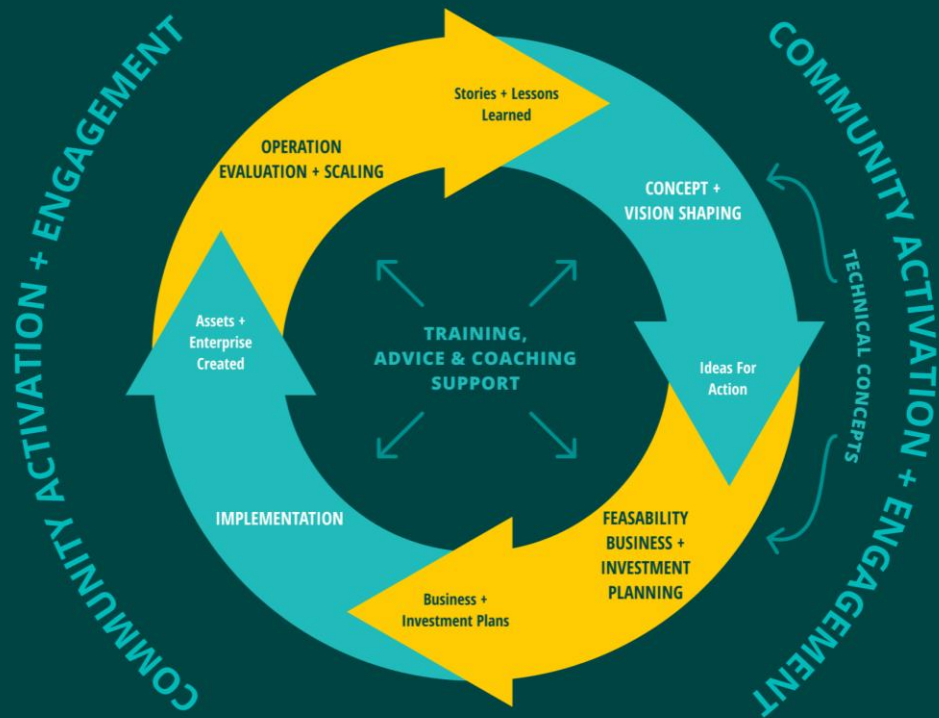 COMMUNITY ACTIVATION + ENGAGEMENT
COMMUNITY ACTIVATION + ENGAGEMENT
Stories + Lessons
Learned
OPERATION
EVALUATION + SCALING
CONCEPT +
VISION SHAPING
TECHNICAL CONCEPTS
Assets +
Enterprise
Created
TRAINING,
ADVICE & COACHING
SUPPORT
Ideas For
Action
IMPLEMENTATION
FEASABILITY
BUSINESS +
INVESTMENT
PLANNING
Business +
Investment Plans